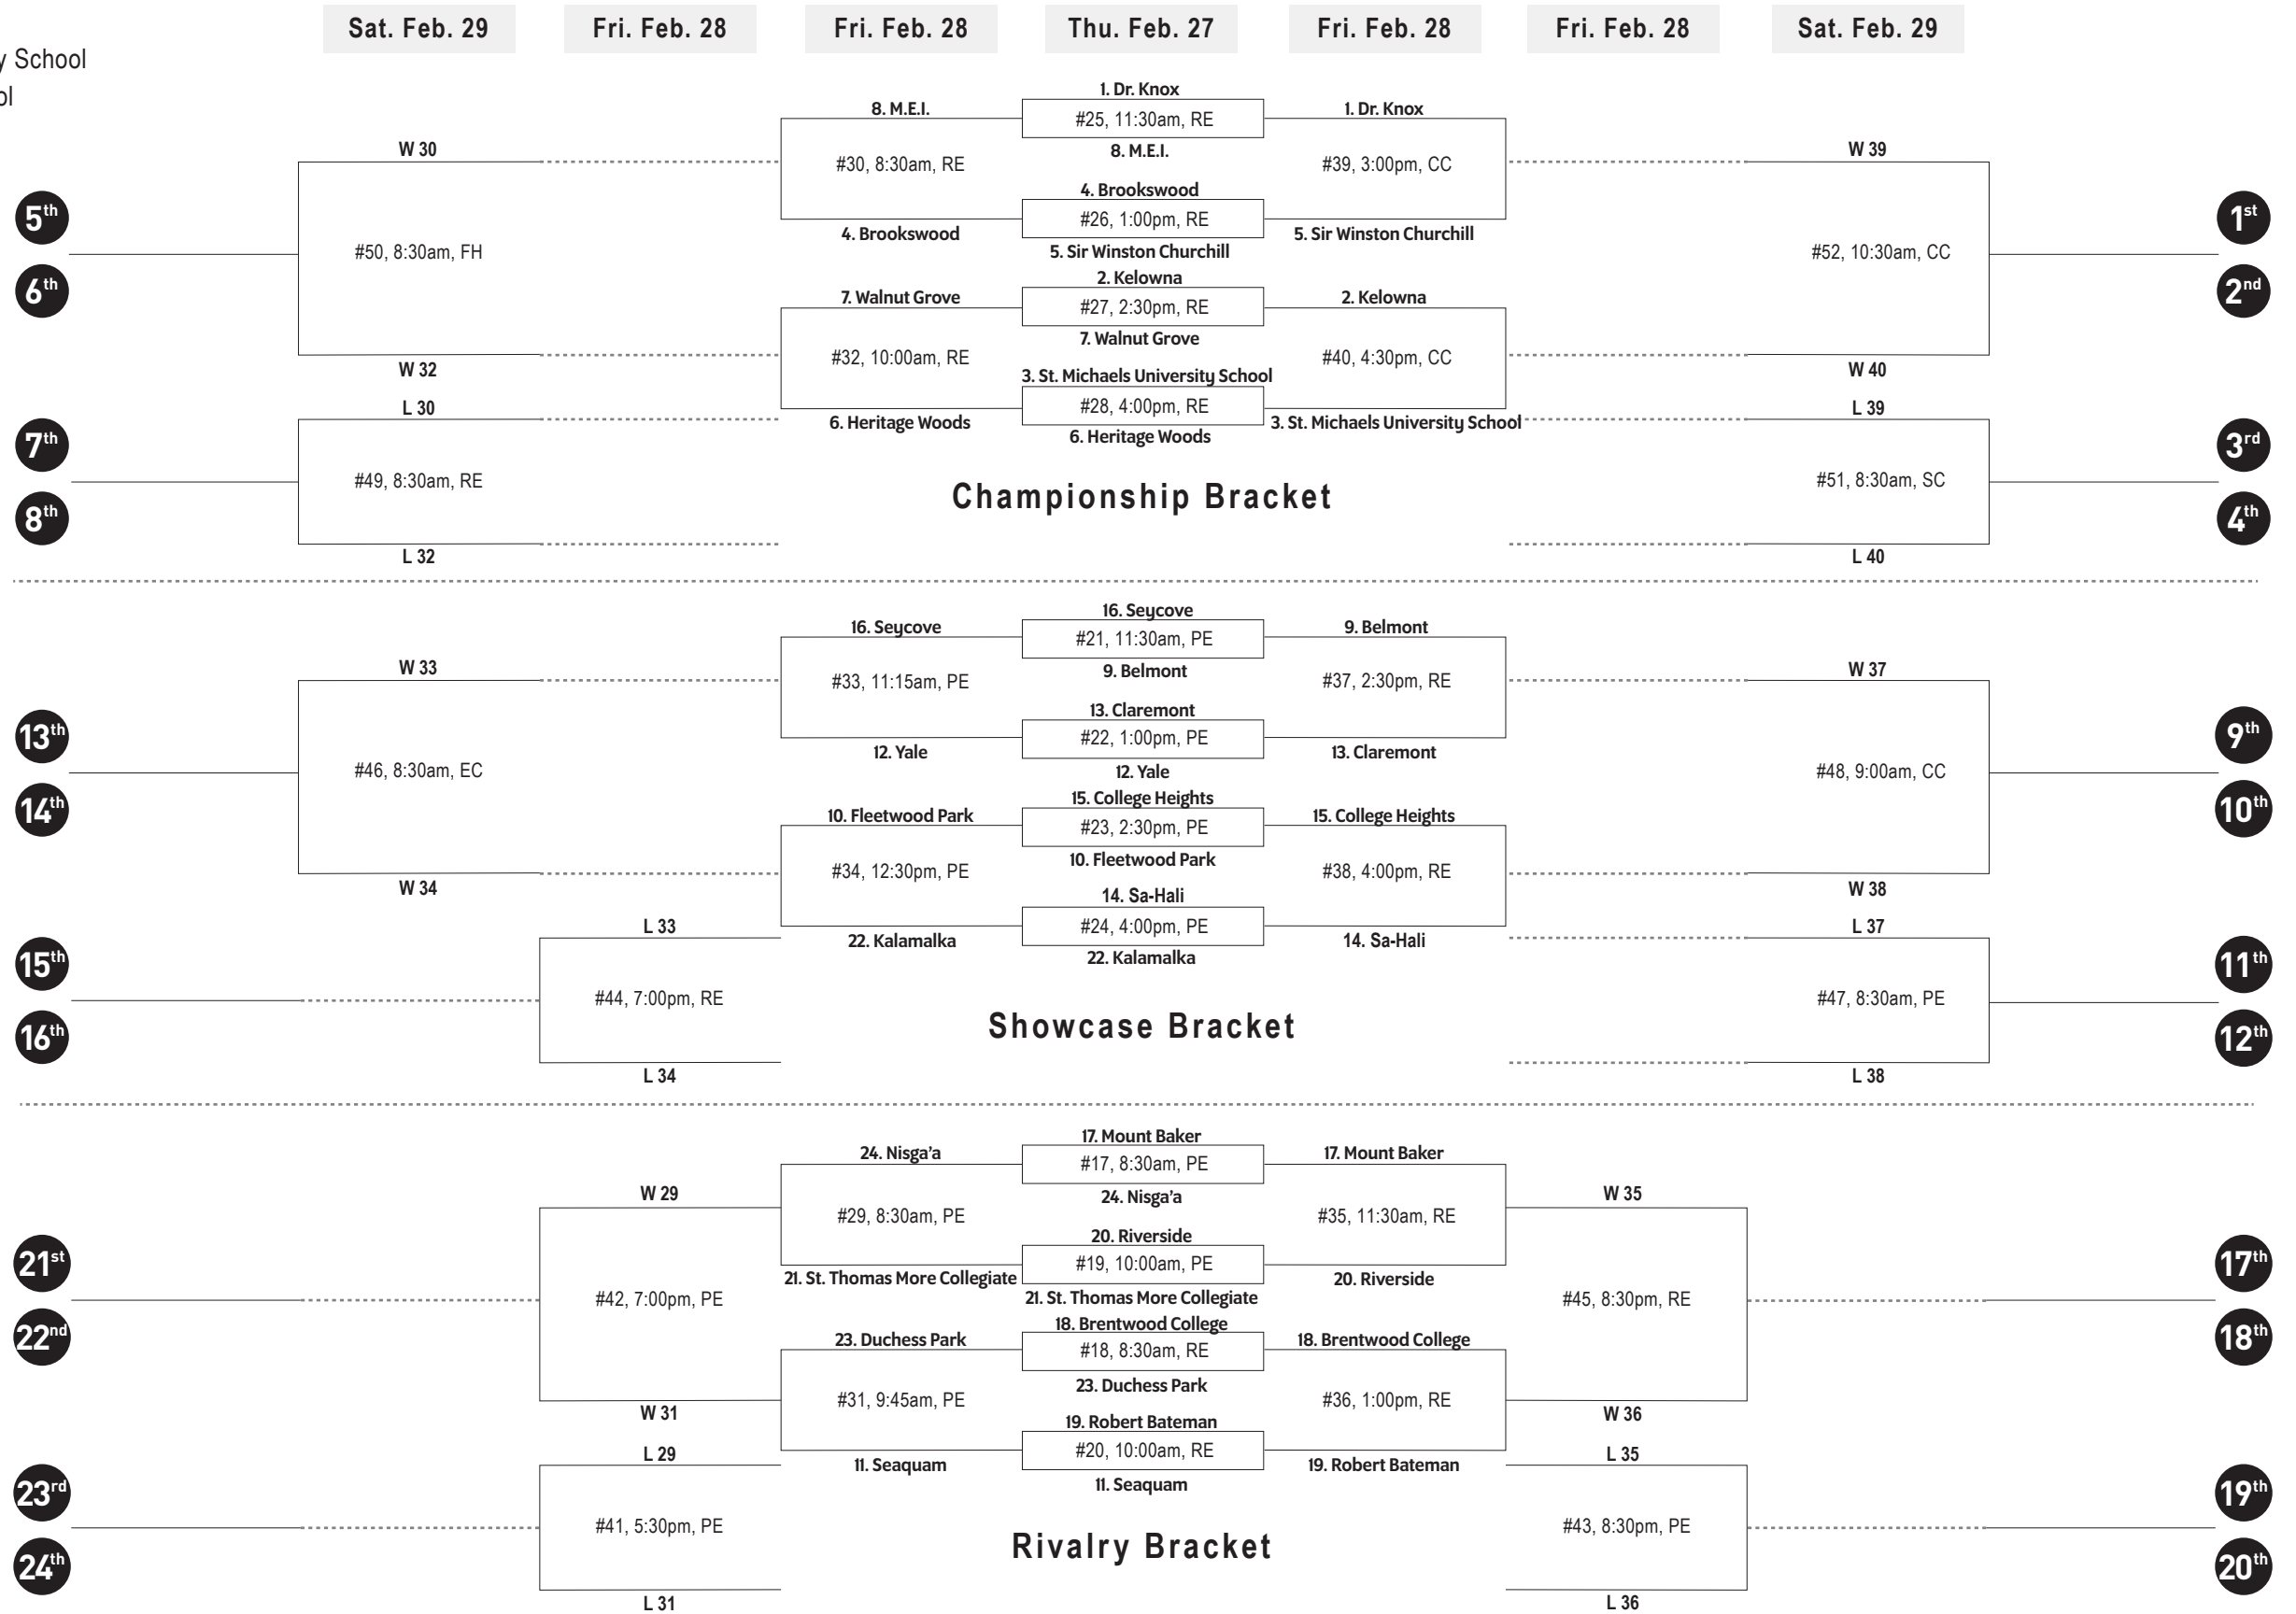 Sat. Feb. 29 Fri. Feb. 28 Fri. Feb. 28 Thu. Feb. 27 Fri. Feb. 28 Fri. Feb. 28 Sat. Feb. 29
y School
ol
1. Dr. Knox
8. M.E.I. #25, 11:30am, RE 1. Dr. Knox
W 30 #30, 8:30am, RE 8. M.E.I. #39, 3:00pm, CC W 39
4. Brookswood
5th #26, 1:00pm, RE 1st
4. Brookswood 5. Sir Winston Churchill
#50, 8:30am, FH 5. Sir Winston Churchill #52, 10:30am, CC
2. Kelowna
6th 7. Walnut Grove #27, 2:30pm, RE 2. Kelowna 2nd
7. Walnut Grove
#32, 10:00am, RE #40, 4:30pm, CC
W 32 3. St. Michaels University School W 40
L 30 #28, 4:00pm, RE L 39
6. Heritage Woods 6. Heritage Woods 3. St. Michaels University School
7th 3rd
#49, 8:30am, RE #51, 8:30am, SC
Championship Bracket
8th 4th
L 32 L 40
16. Seycove
16. Seycove #21, 11:30am, PE 9. Belmont
W 33 9. Belmont W 37
#33, 11:15am, PE #37, 2:30pm, RE
13. Claremont
13th #22, 1:00pm, PE 9th
12. Yale 13. Claremont
#46, 8:30am, EC 12. Yale #48, 9:00am, CC
15. College Heights
14th 10. Fleetwood Park #23, 2:30pm, PE 15. College Heights 10th
10. Fleetwood Park
#34, 12:30pm, PE #38, 4:00pm, RE
W 34 14. Sa-Hali W 38
L 33 #24, 4:00pm, PE L 37
22. Kalamalka 14. Sa-Hali
15th 22. Kalamalka 11th
#44, 7:00pm, RE #47, 8:30am, PE
Showcase Bracket
16th 12th
L 34 L 38
17. Mount Baker
24. Nisga’a #17, 8:30am, PE 17. Mount Baker
W 29 24. Nisga’a W 35
#29, 8:30am, PE #35, 11:30am, RE
20. Riverside
21st #19, 10:00am, PE 17th
21. St. Thomas More Collegiate 20. Riverside
#42, 7:00pm, PE 21. St. Thomas More Collegiate #45, 8:30pm, RE
18. Brentwood College
22nd 23. Duchess Park #18, 8:30am, RE 18. Brentwood College 18th
23. Duchess Park
#31, 9:45am, PE #36, 1:00pm, RE
W 31 19. Robert Bateman W 36
L 29 #20, 10:00am, RE L 35
11. Seaquam 19. Robert Bateman
23rd 11. Seaquam 19th
#41, 5:30pm, PE #43, 8:30pm, PE
Rivalry Bracket
24th 20th
L 31 L 36